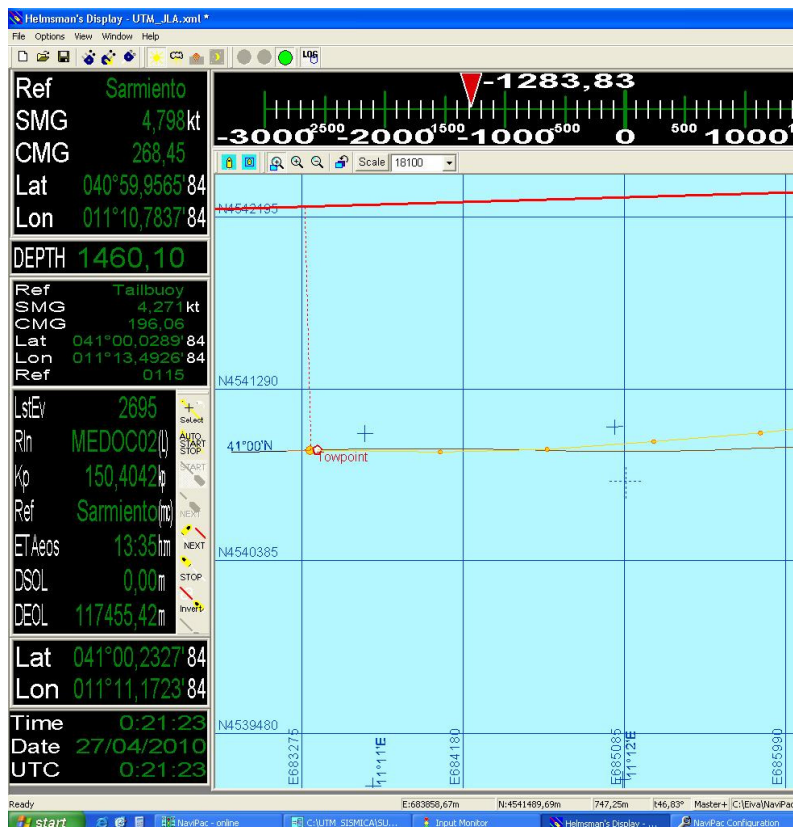 Helmsman's Display - UTM_JLA.xml *
File Options View Window Help
LOG
Ref Sarmiento
SMG 4,798kt
CMG 268,45
Lat 040°59,9565'84
Lon 011°10,7837'84
DEPTH 1460,10
Ref Tailbuoy
SMG 4,271kt
CMG 196,06
Lat 041°00,0289'84
Lon 011°13,4926'84
Ref 0115
LstEv 2695
Rln MEDOC02(L)
Kp 150,4042kp
Ref Sarmiento(mc)
ETAeos 13:35h:m
DSOL 0,00m
DEOL 117455,42m
Select
AUTO START STOP
START
NEXT
NEXT
STOP
Invert
Lat 041°00,2327'84
Lon 011°11,1723'84
Time 0:21:23
Date 27/04/2010
UTC 0:21:23
-1283,83
-3000 2500 -2000 1500 -1000 -500 0 500 1000
Scale 18100
N4542195
N4541290
41°00'N
Towpoint
N4540385
N4539480
E683275
11°11'E
E684180
E685085
11°12'E
E685990
Ready E:683858,67m N:4541489,69m 747,25m t46,83° Master+ C:\Eiva\NaviPac
start NaviPac - online C:\UTM_SISMICA\SU... Input Monitor Helmsman's Display - ... NaviPac Configuration